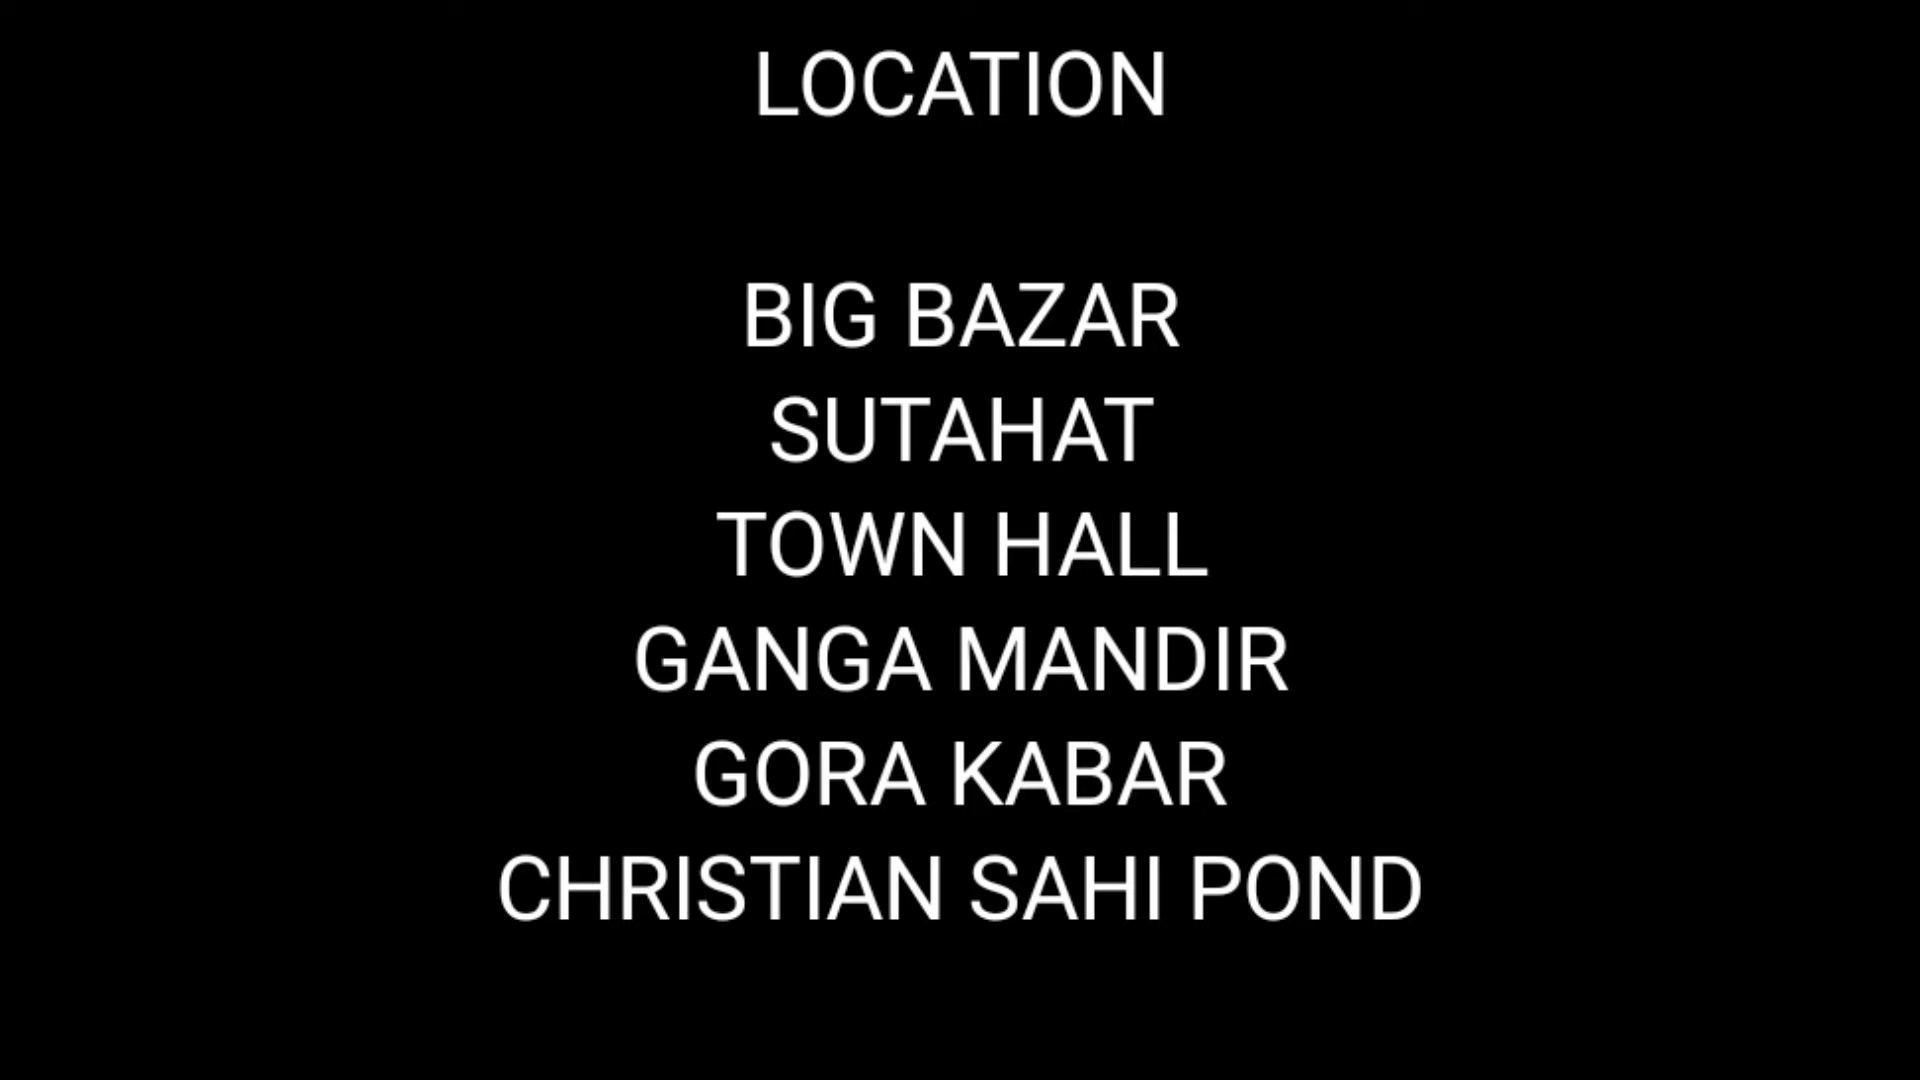 LOCATION
BIG BAZAR
SUTAHAT
TOWN HALL
GANGA MANDIR
GORA KABAR
CHRISTIAN SAHI POND